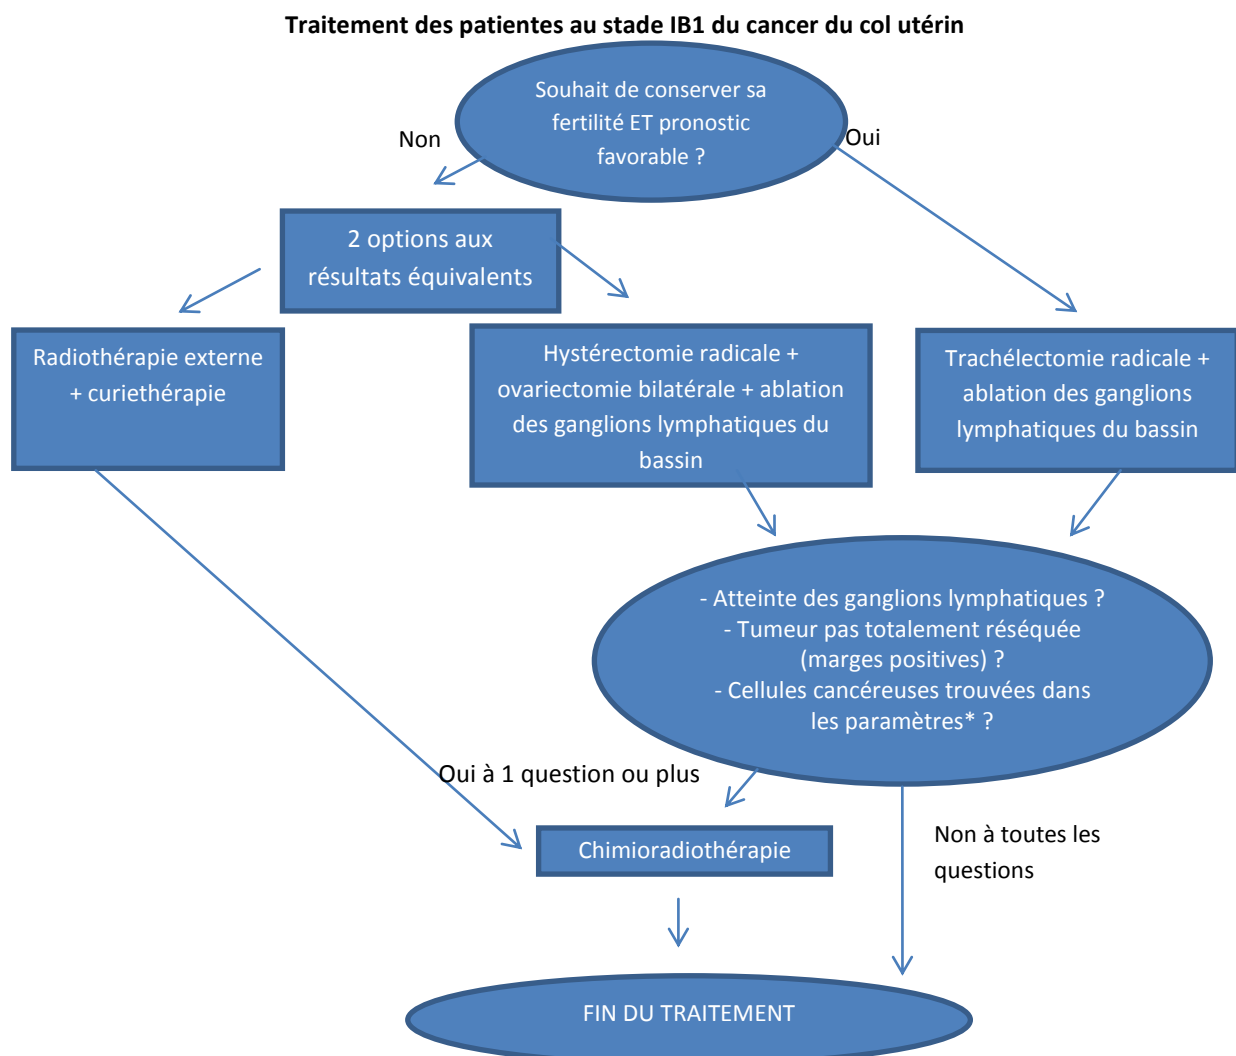 Traitement des patientes au stade IB1 du cancer du col utérin
Souhait de conserver sa
fertilité ET pronostic
favorable ?
Non
Oui
2 options aux
résultats équivalents
Radiothérapie externe
+ curiethérapie
Hystérectomie radicale +
ovariectomie bilatérale + ablation
des ganglions lymphatiques du
bassin
Trachélectomie radicale +
ablation des ganglions
lymphatiques du bassin
- Atteinte des ganglions lymphatiques ?
- Tumeur pas totalement réséquée
(marges positives) ?
- Cellules cancéreuses trouvées dans
les paramètres* ?
Oui à 1 question ou plus
Non à toutes les
questions
Chimioradiothérapie
FIN DU TRAITEMENT